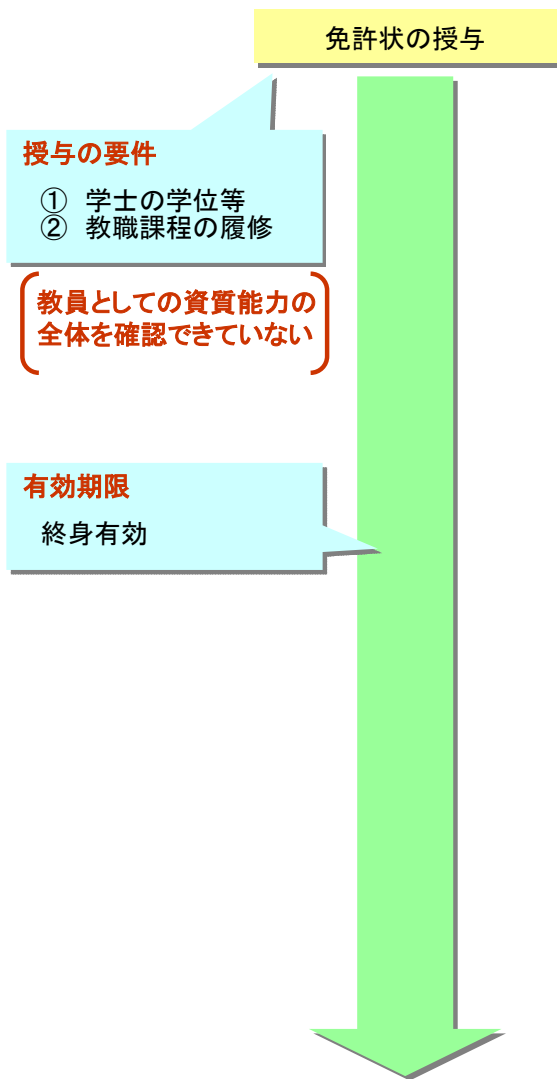 免許状の授与
授与の要件
① 学士の学位等
② 教職課程の履修
教員としての資質能力の
全体を確認できていない
有効期限
終身有効